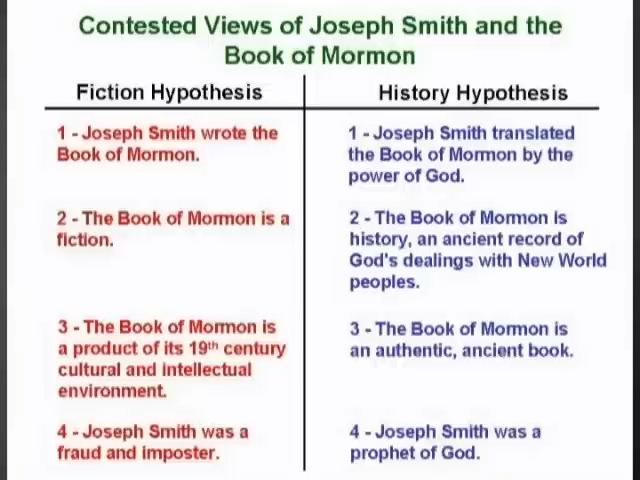 Contested Views of Joseph Smith and the
Book of Mormon
Fiction Hypothesis
History Hypothesis
1 - Joseph Smith wrote the
Book of Mormon.
1 - Joseph Smith translated
the Book of Mormon by the
power of God.
2 - The Book of Mormon is a
fiction.
2 - The Book of Mormon is
history, an ancient record of
God's dealings with New World
peoples.
3 - The Book of Mormon is
a product of its 19th century
cultural and intellectual
environment.
3 - The Book of Mormon is
an authentic, ancient book.
4 - Joseph Smith was a
fraud and imposter.
4 - Joseph Smith was a
prophet of God.